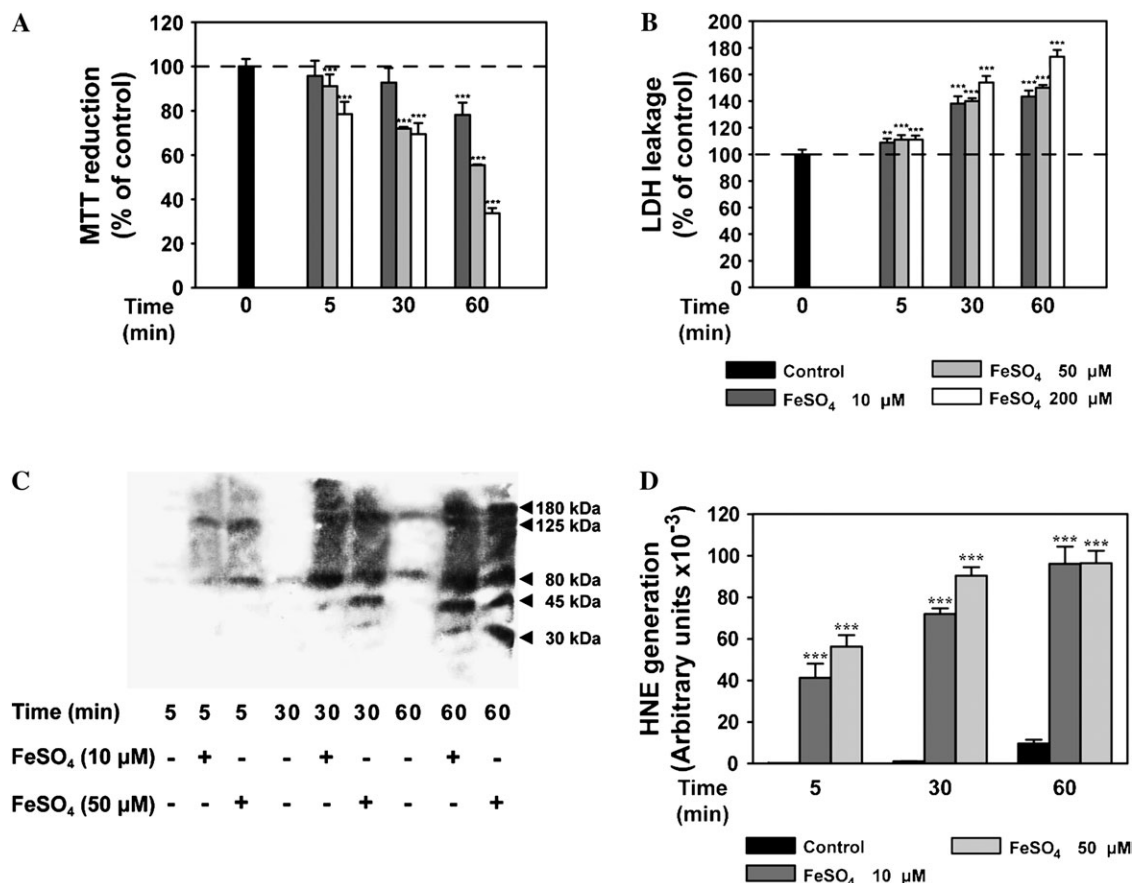 A
MTT reduction
(% of control)
120
100
80
60
40
20
0
***
***
*** ***
***
***
***
Time
(min)
0 5 30 60
B
LDH leakage
(% of control)
200
180
160
140
120
100
80
60
40
20
0
** *** ***
*** *** ***
*** *** ***
Time
(min)
0 5 30 60
Control
FeSO₄ 10 µM
FeSO₄ 50 µM
FeSO₄ 200 µM
C
180 kDa
125 kDa
80 kDa
45 kDa
30 kDa
Time (min) 5 5 5 30 30 30 60 60 60
FeSO₄ (10 µM) - + - - + - - + -
FeSO₄ (50 µM) - - + - - + - - +
D
HNE generation
(Arbitrary units x10⁻³)
120
100
80
60
40
20
0
*** ***
*** ***
*** ***
Time
(min)
5 30 60
Control
FeSO₄ 10 µM
FeSO₄ 50 µM